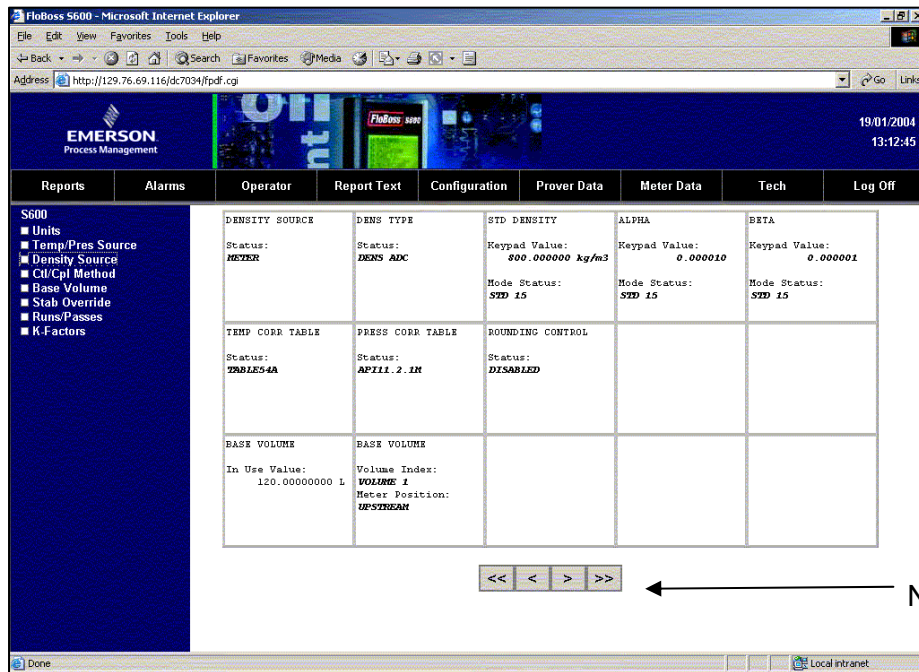 FloBoss S600 - Microsoft Internet Explorer
File Edit View Favorites Tools Help
Back Search Favorites Media
Address http://129.76.69.116/dc7034/fpdf.cgi Go Links
EMERSON
Process Management
FloBoss S600
19/01/2004
13:12:45
Reports Alarms Operator Report Text Configuration Prover Data Meter Data Tech Log Off
S600
Units
Temp/Pres Source
Density Source
Ctl/Cpl Method
Base Volume
Stab Override
Runs/Passes
K-Factors
DENSITY SOURCE
Status:
METER
DENS TYPE
Status:
DENS ADC
STD DENSITY
Keypad Value:
800.000000 kg/m3
Mode Status:
STD 15
ALPHA
Keypad Value:
0.000010
Mode Status:
STD 15
BETA
Keypad Value:
0.000001
Mode Status:
STD 15
TEMP CORR TABLE
Status:
TABLE54A
PRESS CORR TABLE
Status:
API11.2.1M
ROUNDING CONTROL
Status:
DISABLED
BASE VOLUME
In Use Value:
120.00000000 L
BASE VOLUME
Volume Index:
VOLUME 1
Meter Position:
UPSTREAM
<< < > >>
N
Done Local intranet